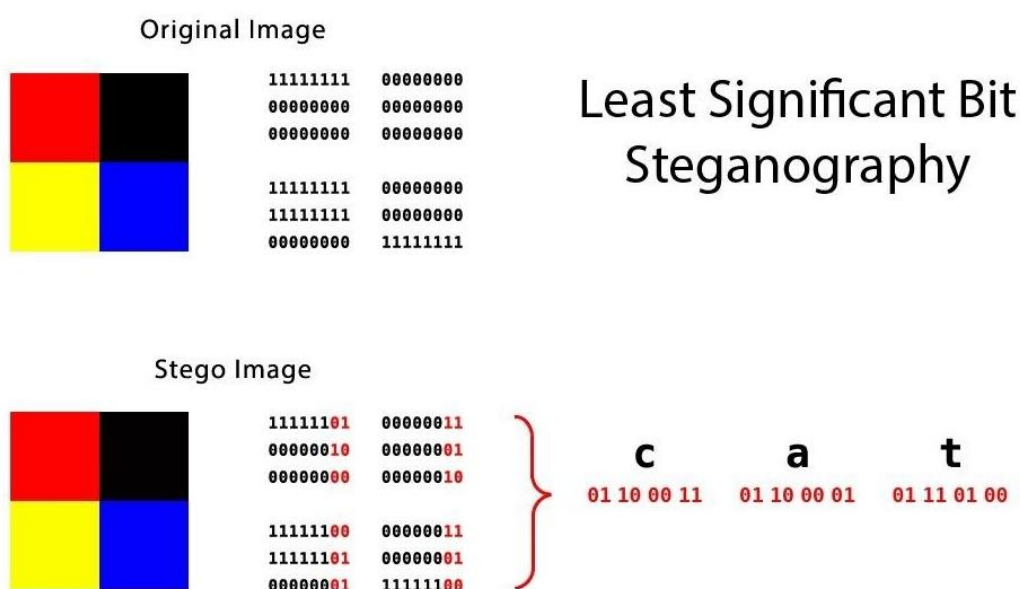 Original Image
11111111 00000000
00000000 00000000
00000000 00000000
11111111 00000000
11111111 00000000
00000000 11111111
Least Significant Bit
Steganography
Stego Image
11111101 00000011
00000010 00000001
00000000 00000010
11111100 00000011
11111101 00000001
00000001 11111100
c a t
01 10 00 11 01 10 00 01 01 11 01 00